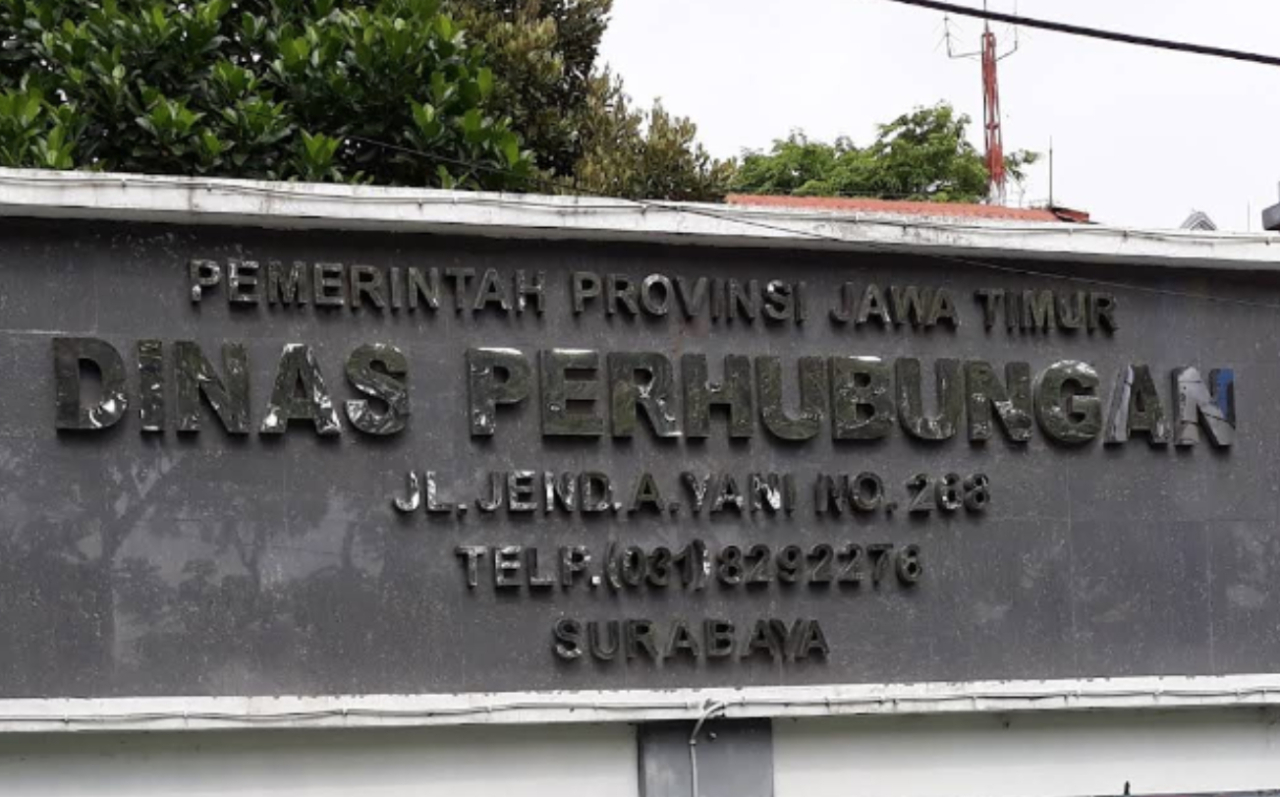 PEMERINTAH PROVINSI JAWA TIMUR
DINAS PERHUBUNGAN
JL.JEND.A.YANI NO.268
TELP.(031)8292276
SURABAYA